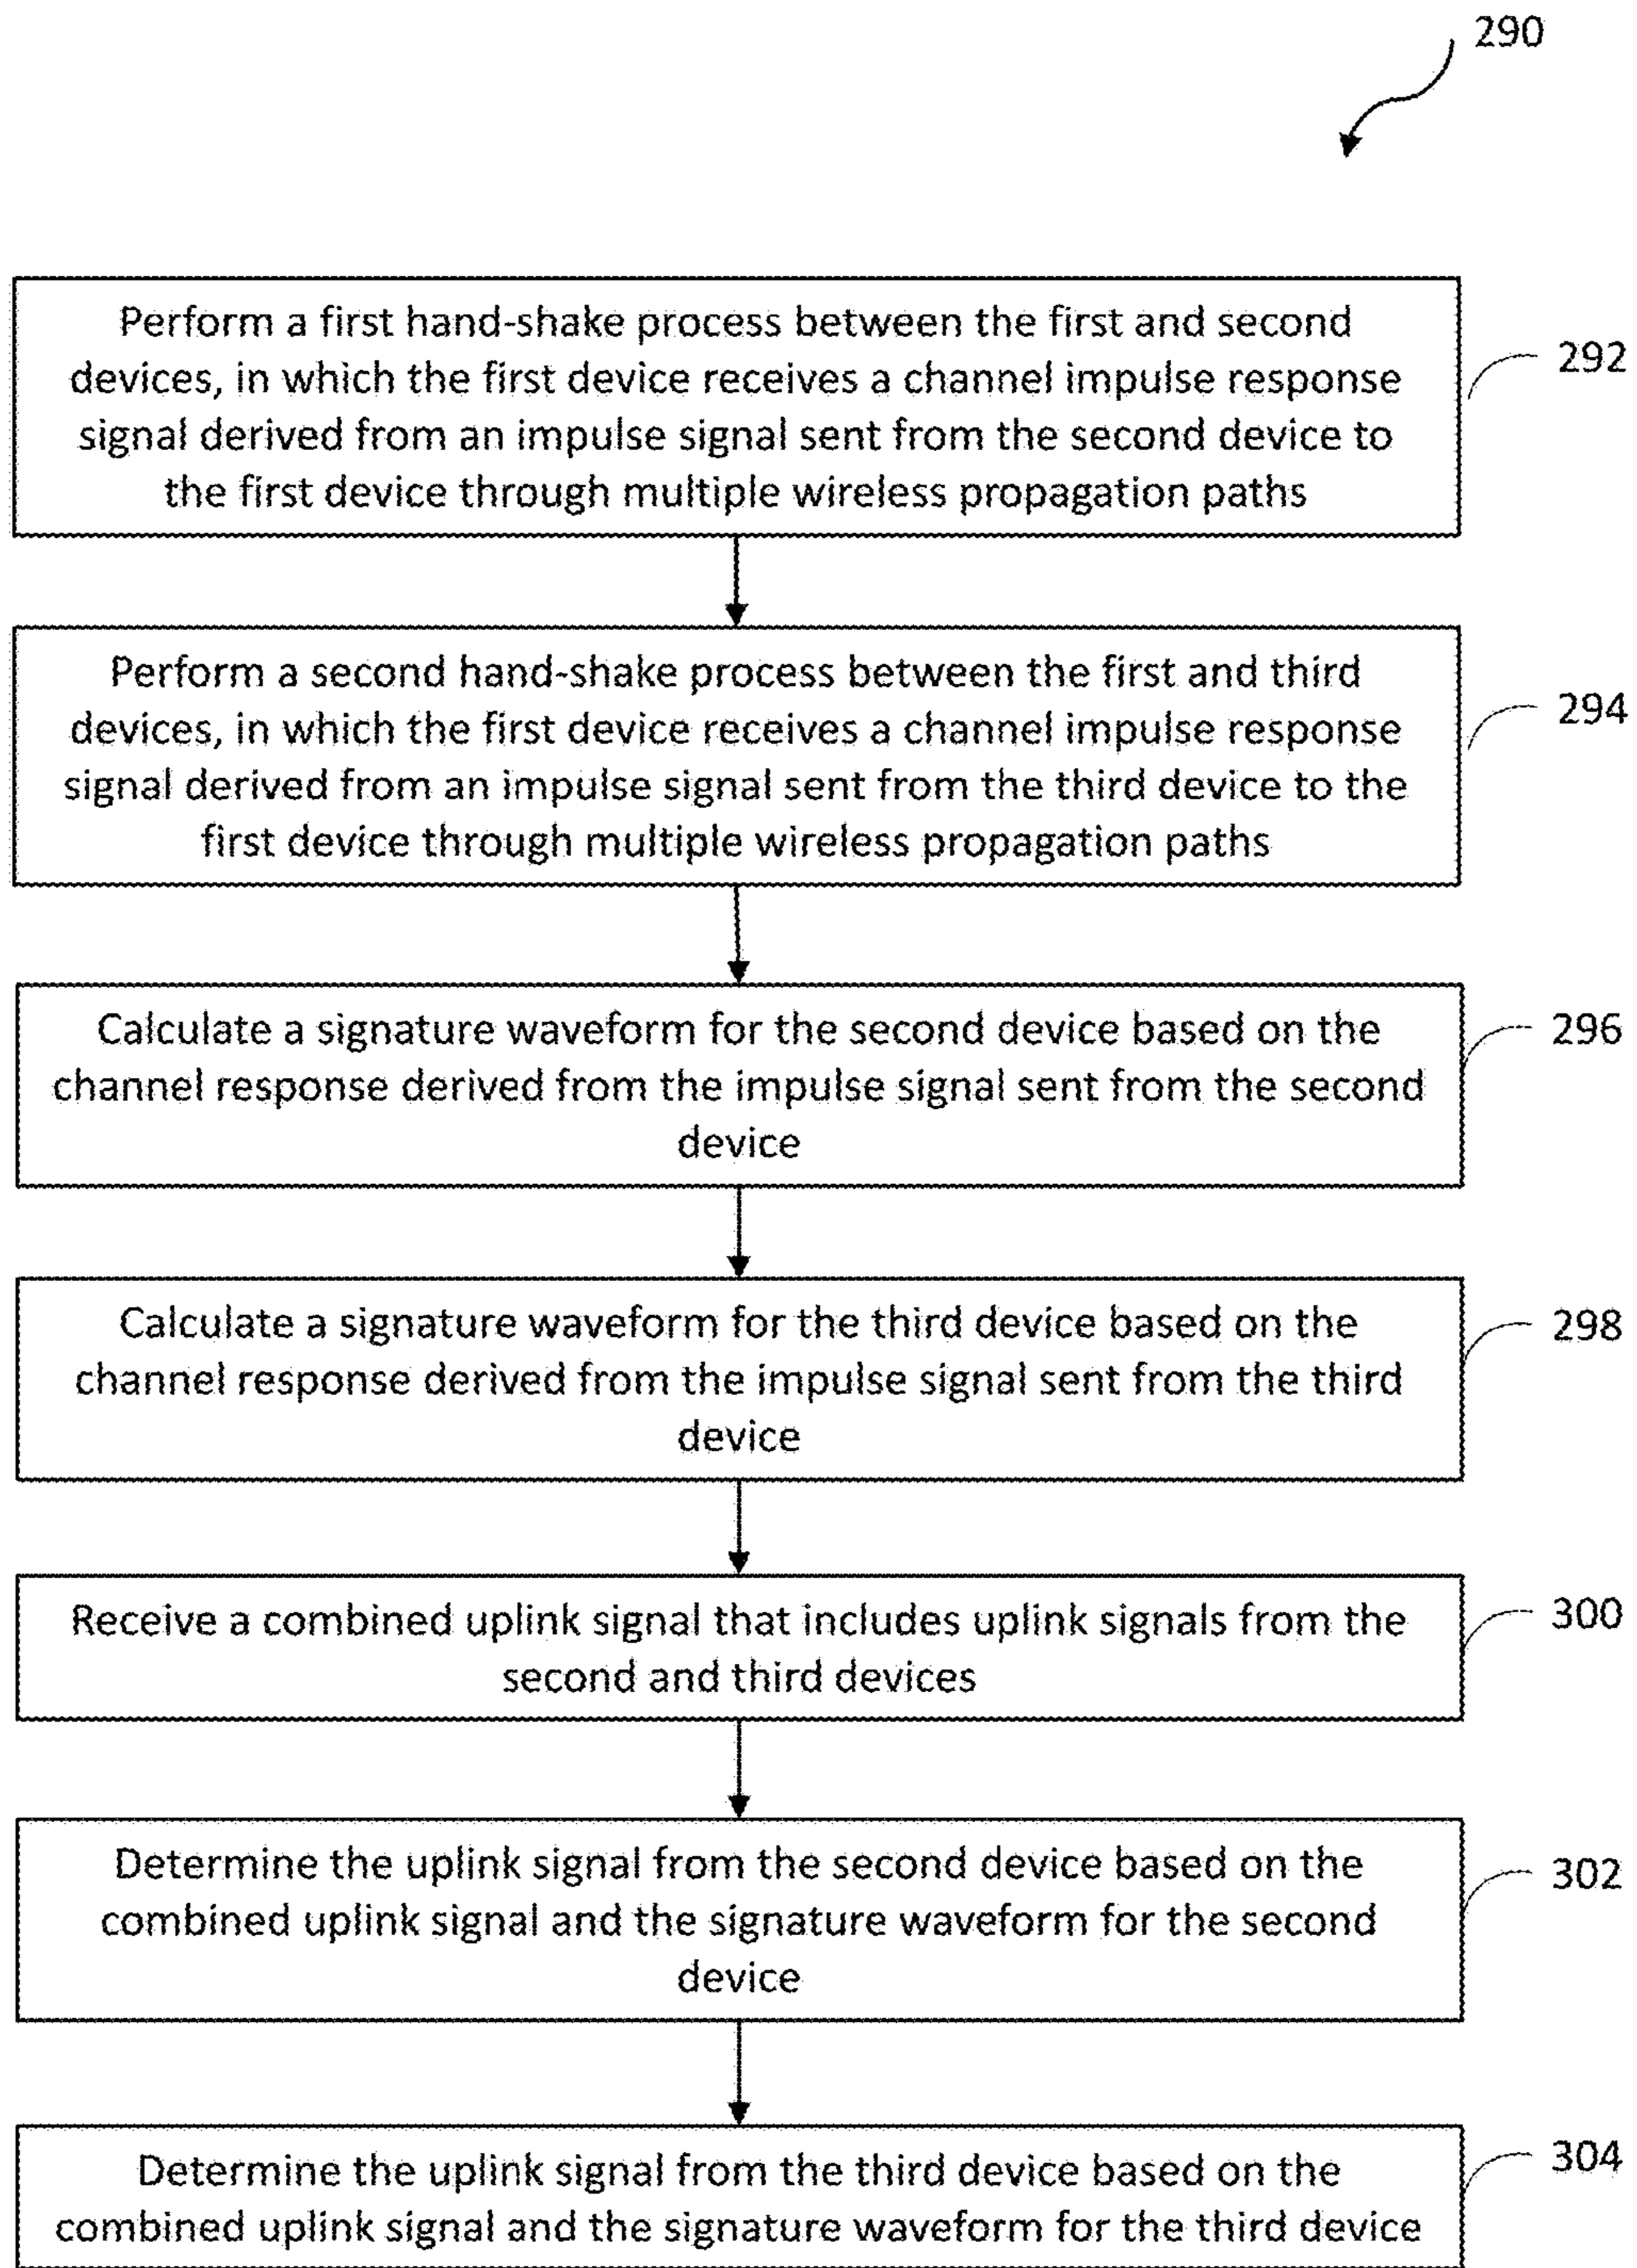 290
Perform a first hand-shake process between the first and second
devices, in which the first device receives a channel impulse response
signal derived from an impulse signal sent from the second device to
the first device through multiple wireless propagation paths
292
Perform a second hand-shake process between the first and third
devices, in which the first device receives a channel impulse response
signal derived from an impulse signal sent from the third device to the
first device through multiple wireless propagation paths
294
Calculate a signature waveform for the second device based on the
channel response derived from the impulse signal sent from the second
device
296
Calculate a signature waveform for the third device based on the
channel response derived from the impulse signal sent from the third
device
298
Receive a combined uplink signal that includes uplink signals from the
second and third devices
300
Determine the uplink signal from the second device based on the
combined uplink signal and the signature waveform for the second
device
302
Determine the uplink signal from the third device based on the
combined uplink signal and the signature waveform for the third device
304